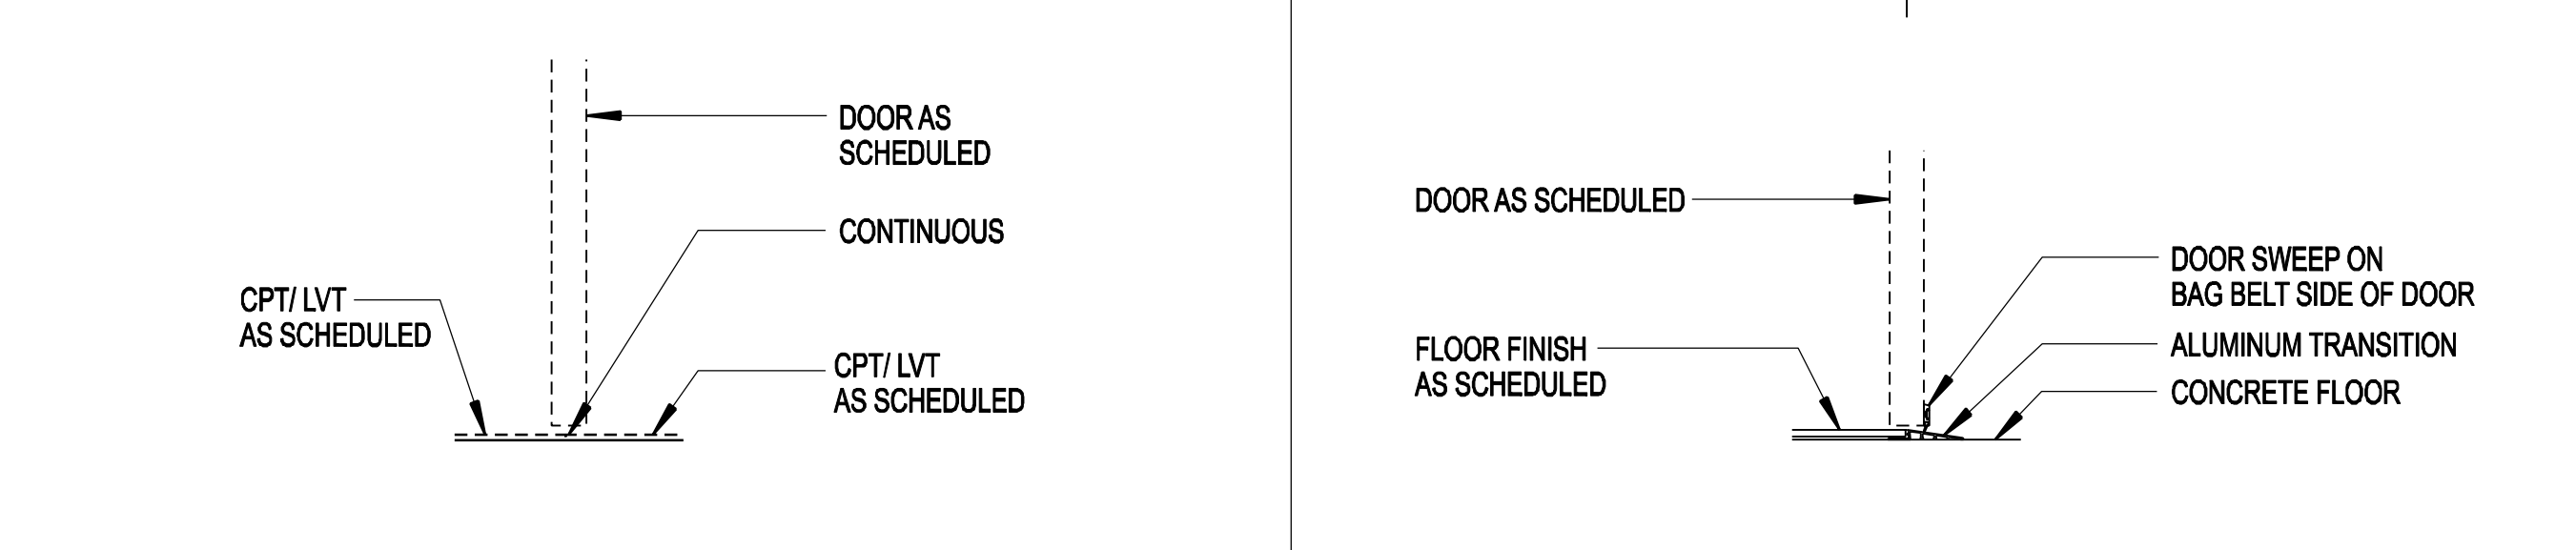 DOOR AS
SCHEDULED
CONTINUOUS
CPT/ LVT
AS SCHEDULED
CPT/ LVT
AS SCHEDULED
DOOR AS SCHEDULED
DOOR SWEEP ON
BAG BELT SIDE OF DOOR
FLOOR FINISH
AS SCHEDULED
ALUMINUM TRANSITION
CONCRETE FLOOR